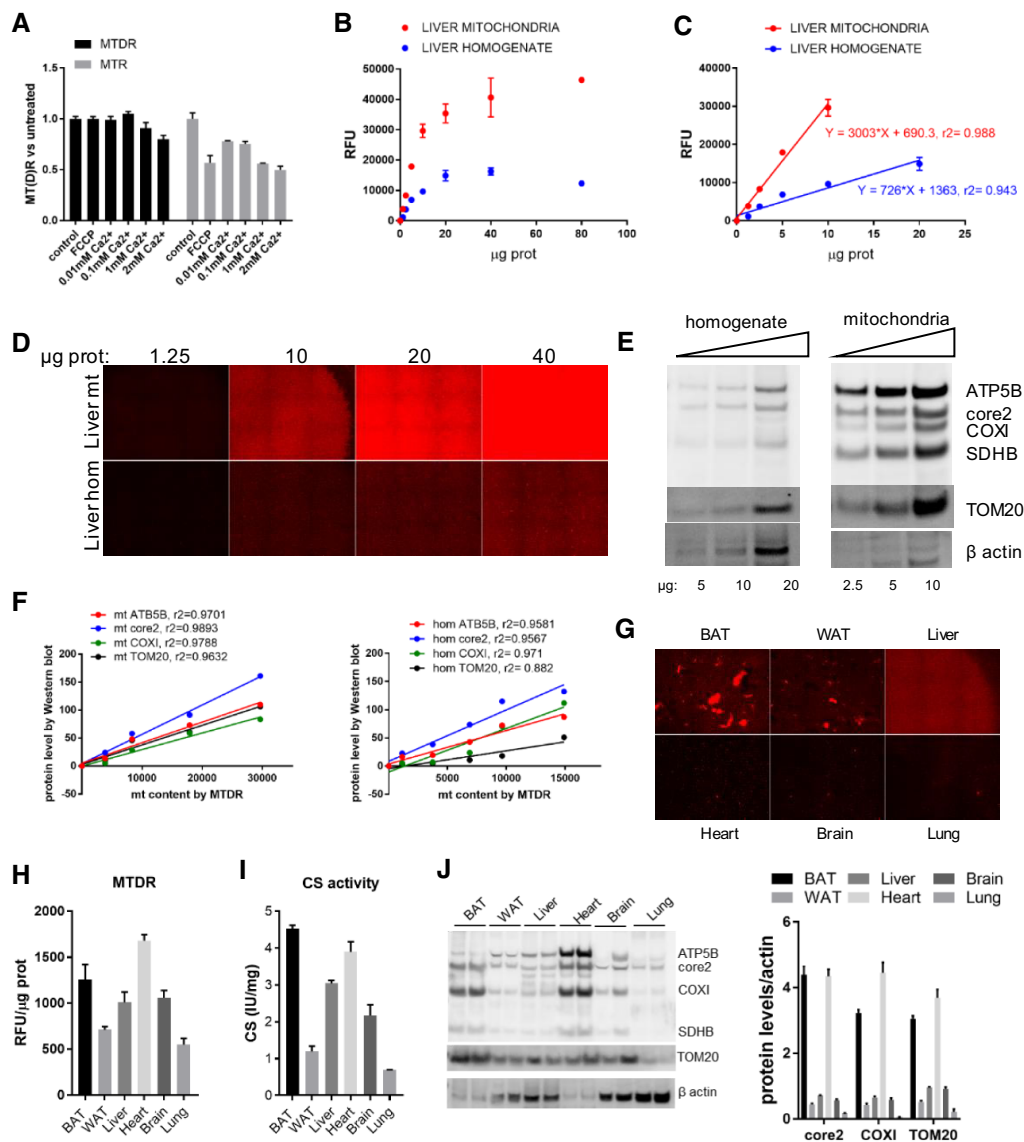 A
MTDR
MTR
MT(D)R vs untreated
1.5
1.0
0.5
0.0
control
FCCP
0.01mM Ca2+
0.1mM Ca2+
1mM Ca2+
2mM Ca2+
control
FCCP
0.01mM Ca2+
0.1mM Ca2+
1mM Ca2+
2mM Ca2+
B
LIVER MITOCHONDRIA
LIVER HOMOGENATE
RFU
50000
40000
30000
20000
10000
0
0 20 40 60 80 100
µg prot
C
LIVER MITOCHONDRIA
LIVER HOMOGENATE
RFU
40000
30000
20000
10000
0
Y = 3003*X + 690.3, r2= 0.988
Y = 726*X + 1363, r2= 0.943
0 5 10 15 20 25
µg prot
D
µg prot: 1.25 10 20 40
Liver mt
Liver hom
E
homogenate
mitochondria
ATP5B
core2
COXI
SDHB
TOM20
β actin
µg: 5 10 20 2.5 5 10
F
mt ATB5B, r2=0.9701
mt core2, r2=0.9893
mt COXI, r2=0.9788
mt TOM20, r2=0.9632
protein level by Western blot
200
150
100
50
0
-50
10000 20000 30000 40000
mt content by MTDR
hom ATB5B, r2=0.9581
hom core2, r2=0.9567
hom COXI, r2= 0.971
hom TOM20, r2= 0.882
protein level by Western blot
200
150
100
50
0
-50
5000 10000 15000
mt content by MTDR
G
BAT WAT Liver
Heart Brain Lung
H
MTDR
RFU/µg prot
2000
1500
1000
500
0
BAT
WAT
Liver
Heart
Brain
Lung
I
CS activity
CS (IU/mg)
5
4
3
2
1
0
BAT
WAT
Liver
Heart
Brain
Lung
J
BAT WAT Liver Heart Brain Lung
ATP5B
core2
COXI
SDHB
TOM20
β actin
BAT Liver Brain
WAT Heart Lung
protein levels/actin
6
4
2
0
core2 COXI TOM20